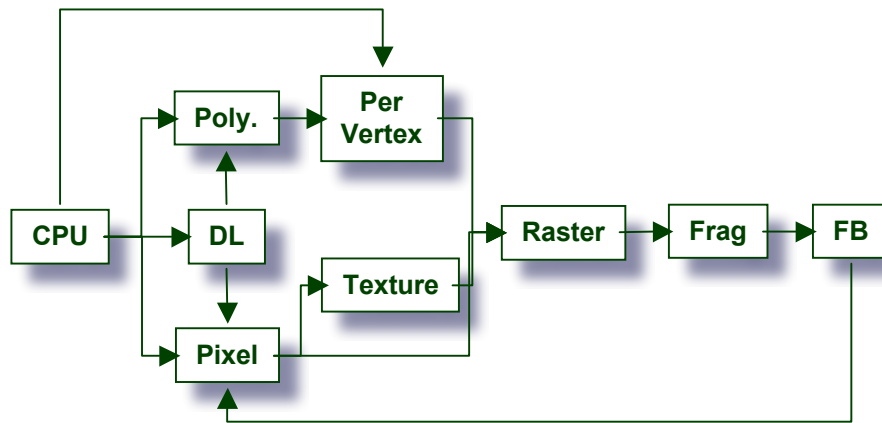 Poly.
Per
Vertex
CPU
DL
Raster
Frag
FB
Texture
Pixel